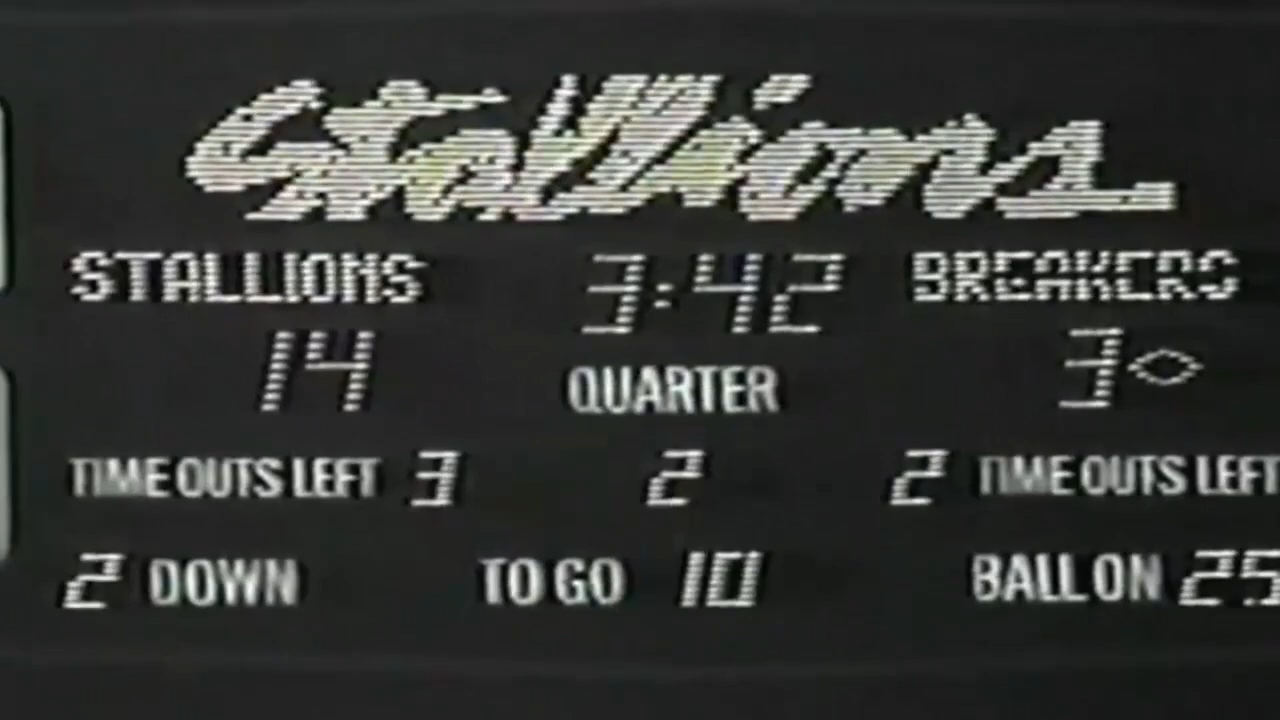 Stallions
STALLIONS 3:42 BREAKERS
14 QUARTER 3
TIME OUTS LEFT 3 2 2 TIME OUTS LEFT
2 DOWN TO GO 10 BALL ON 25